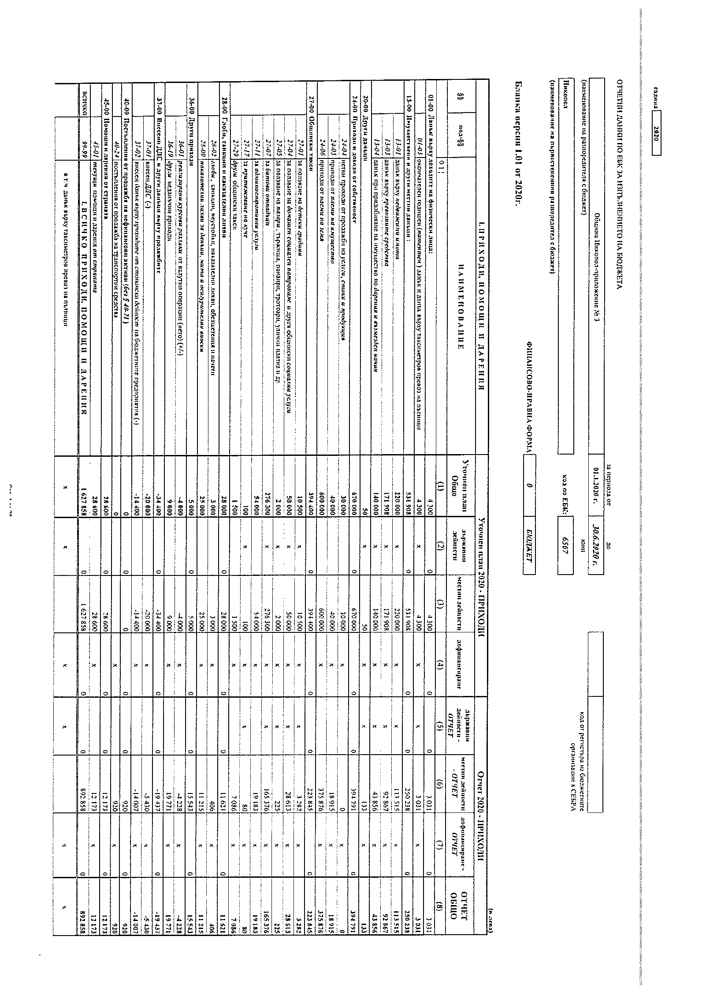 година 2020
ОТЧЕТНИ ДАННИ ПО ЕБК ЗА ИЗПЪЛНЕНИЕТО НА БЮДЖЕТА
за периода от до
Община Никопол-приложение № 3 01.1.2020 г. 30.6.2020 г.
(наименование на разпоредителя с бюджет) юни
код от регистъра на бюджетните
организации в СЕБРА
Никопол код по ЕБК: 6507
(наименование на първостепенния разпоредител с бюджет)
ФИНАНСОВО-ПРАВНА ФОРМА 0 БЮДЖЕТ
Бланка версия 1.01 от 2020г.
(в лева)
I. ПРИХОДИ, ПОМОЩИ И ДАРЕНИЯ Уточнен план 2020 - ПРИХОДИ Отчет 2020 - ПРИХОДИ
§§ под-§§ НАИМЕНОВАНИЕ Уточнен план Общо държавни дейности местни дейности дофинансиране държавни дейности - ОТЧЕТ местни дейности - ОТЧЕТ дофинансиране - ОТЧЕТ ОТЧЕТ ОБЩО
(1) (2) (3) (4) (5) (6) (7) (8)
01-00 Данък върху доходите на физически лица: 4 300 0 4 300 0 0 3 031 0 3 031
01-03 окончателен годишен (патентен) данък и данък върху таксиметров превоз на пътници 4 300 x 4 300 x x 3 031 x 3 031
13-00 Имуществени и други местни данъци : 531 908 0 531 908 0 0 250 238 0 250 238
13-01 данък върху недвижими имоти 220 000 x 220 000 x x 113 515 x 113 515
13-03 данък върху превозните средства 171 908 x 171 908 x x 92 867 x 92 867
13-04 данък при придобиване на имущество по дарения и възмезден начин 140 000 x 140 000 x x 43 856 x 43 856
20-00 Други данъци 50 x 50 x x 133 x 133
24-00 Приходи и доходи от собственост 670 000 0 670 000 0 0 394 791 0 394 791
24-04 нетни приходи от продажби на услуги, стоки и продукция 30 000 30 000 x 0 x 0
24-05 приходи от наеми на имущество 40 000 40 000 x 18 915 x 18 915
24-06 приходи от наеми на земя 600 000 600 000 x 375 876 x 375 876
27-00 Общински такси 394 400 0 394 400 0 0 223 845 0 223 845
27-01 за ползване на детски градини 10 500 x 10 500 x x 3 282 x 3 282
27-04 за ползване на домашен социален патронаж и други общински социални услуги 50 000 x 50 000 x x 28 613 x 28 613
27-05 за ползване на пазари, тържища, панаири, тротоари, улични платна и др. 2 000 x 2 000 x x 225 x 225
27-07 за битови отпадъци 276 300 x 276 300 x x 165 376 x 165 376
27-11 за административни услуги 54 000 54 000 x 19 183 19 183
27-17 за притежаване на куче 100 x 100 x x 80 x 80
27-29 други общински такси 1 500 1 500 x 7 086 x 7 086
28-00 Глоби, санкции и наказателни лихви 28 000 0 28 000 0 0 11 621 0 11 621
28-02 глоби, санкции, неустойки, наказателни лихви, обезщетения и начети 3 000 3 000 x 406 x 406
28-09 наказателни лихви за данъци, мита и осигурителни вноски 25 000 25 000 x 11 215 x 11 215
36-00 Други приходи 5 000 0 5 000 0 0 15 543 0 15 543
36-01 реализирани курсови разлики от валутни операции (нето) (+/-) -4 000 -4 000 x -4 228 x -4 228
36-19 други неданъчни приходи 9 000 9 000 x 19 771 x 19 771
37-00 Внесени ДДС и други данъци върху продажбите -34 400 0 -34 400 0 0 -19 437 0 -19 437
37-01 внесен ДДС (-) -20 000 -20 000 x -5 430 x -5 430
37-02 внесен данък върху приходите от стопанска дейност на бюджетните предприятия (-) -14 400 -14 400 x -14 007 x -14 007
40-00 Постъпления от продажба на нефинансови активи (без § 40-71) 0 0 0 0 0 920 0 920
40-24 постъпления от продажба на транспортни средства 0 x 920 x 920
45-00 Помощи и дарения от страната 28 600 0 28 600 0 0 12 173 0 12 173
45-01 текущи помощи и дарения от страната 28 600 28 600 x 12 173 x 12 173
ВСИЧКО 99-99 I. ВСИЧКО ПРИХОДИ, ПОМОЩИ И ДАРЕНИЯ 1 627 858 0 1 627 858 0 0 892 858 0 892 858
в т.ч. данък върху таксиметров превоз на пътници x x x x x x